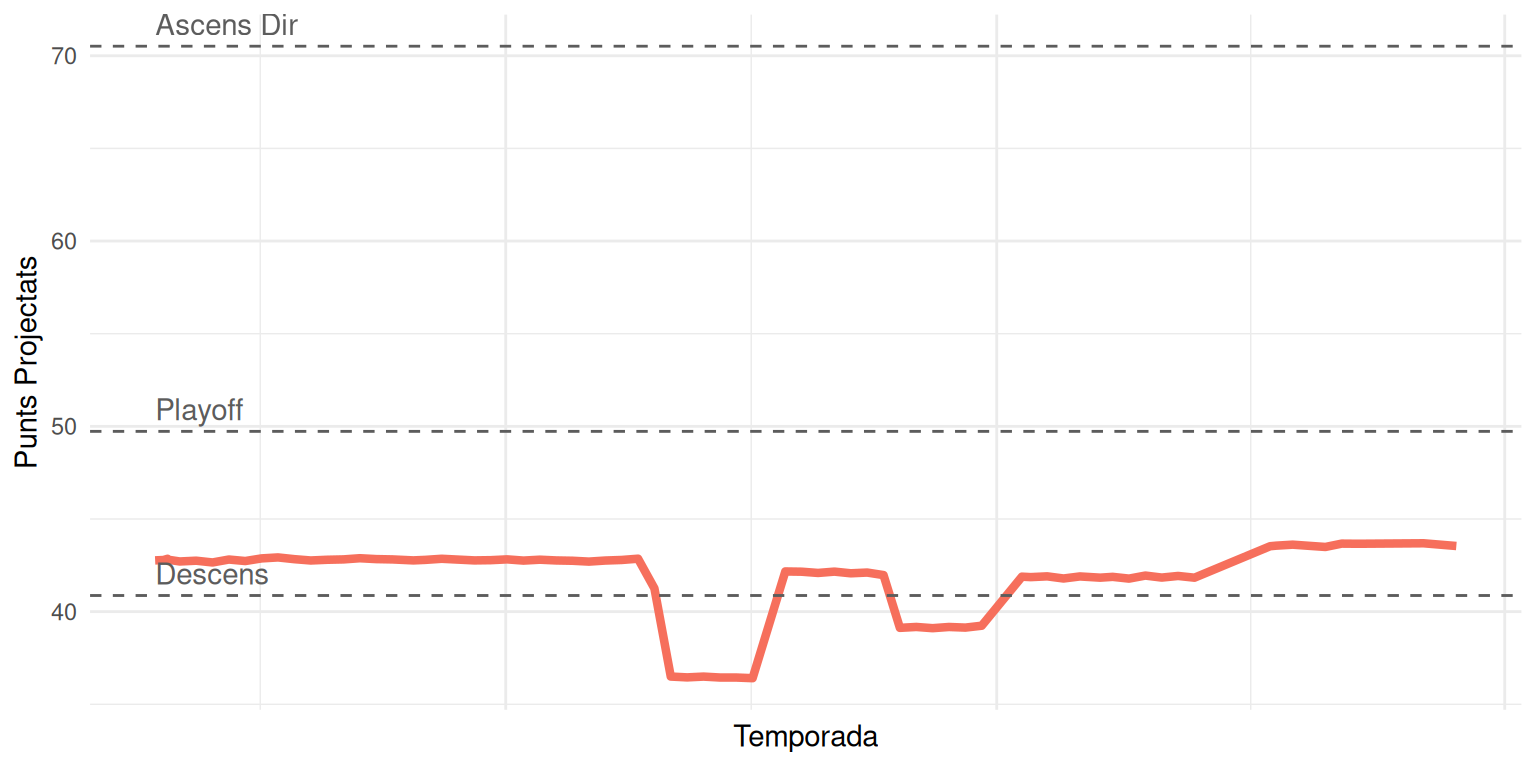 Ascens Dir
70
60
Punts Projectats
Playoff
50
Descens
40
Temporada